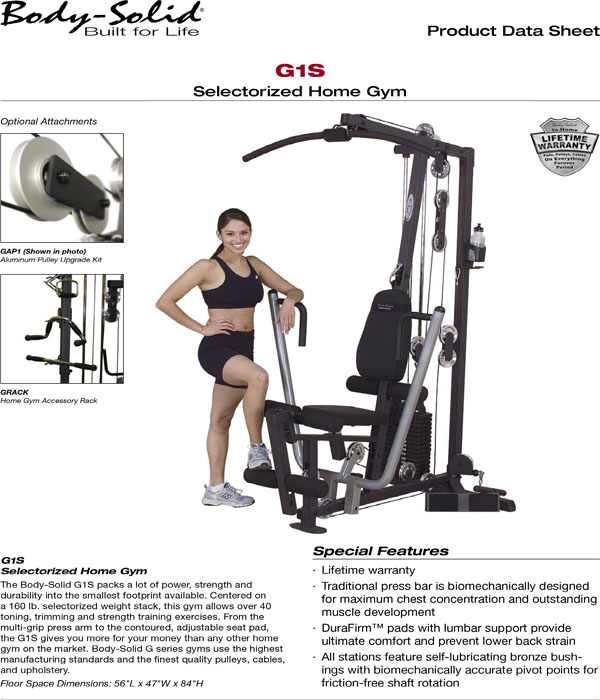 Body-Solid®
Built for Life
Product Data Sheet
G1S
Selectorized Home Gym
Optional Attachments
GAP1 (Shown in photo)
Aluminum Pulley Upgrade Kit
GRACK
Home Gym Accessory Rack
Body-Solid
In-Home
LIFETIME
WARRANTY
Pads, Pulleys, Cables
On Everything
Forever
Period
G1S
Selectorized Home Gym
The Body-Solid G1S packs a lot of power, strength and
durability into the smallest footprint available. Centered on
a 160 lb. selectorized weight stack, this gym allows over 40
toning, trimming and strength training exercises. From the
multi-grip press arm to the contoured, adjustable seat pad,
the G1S gives you more for your money than any other home
gym on the market. Body-Solid G series gyms use the highest
manufacturing standards and the finest quality pulleys, cables,
and upholstery.
Floor Space Dimensions: 56"L x 47"W x 84"H
Special Features
· Lifetime warranty
· Traditional press bar is biomechanically designed
for maximum chest concentration and outstanding
muscle development
· DuraFirm™ pads with lumbar support provide
ultimate comfort and prevent lower back strain
· All stations feature self-lubricating bronze bush-
ings with biomechanically accurate pivot points for
friction-free shaft rotation